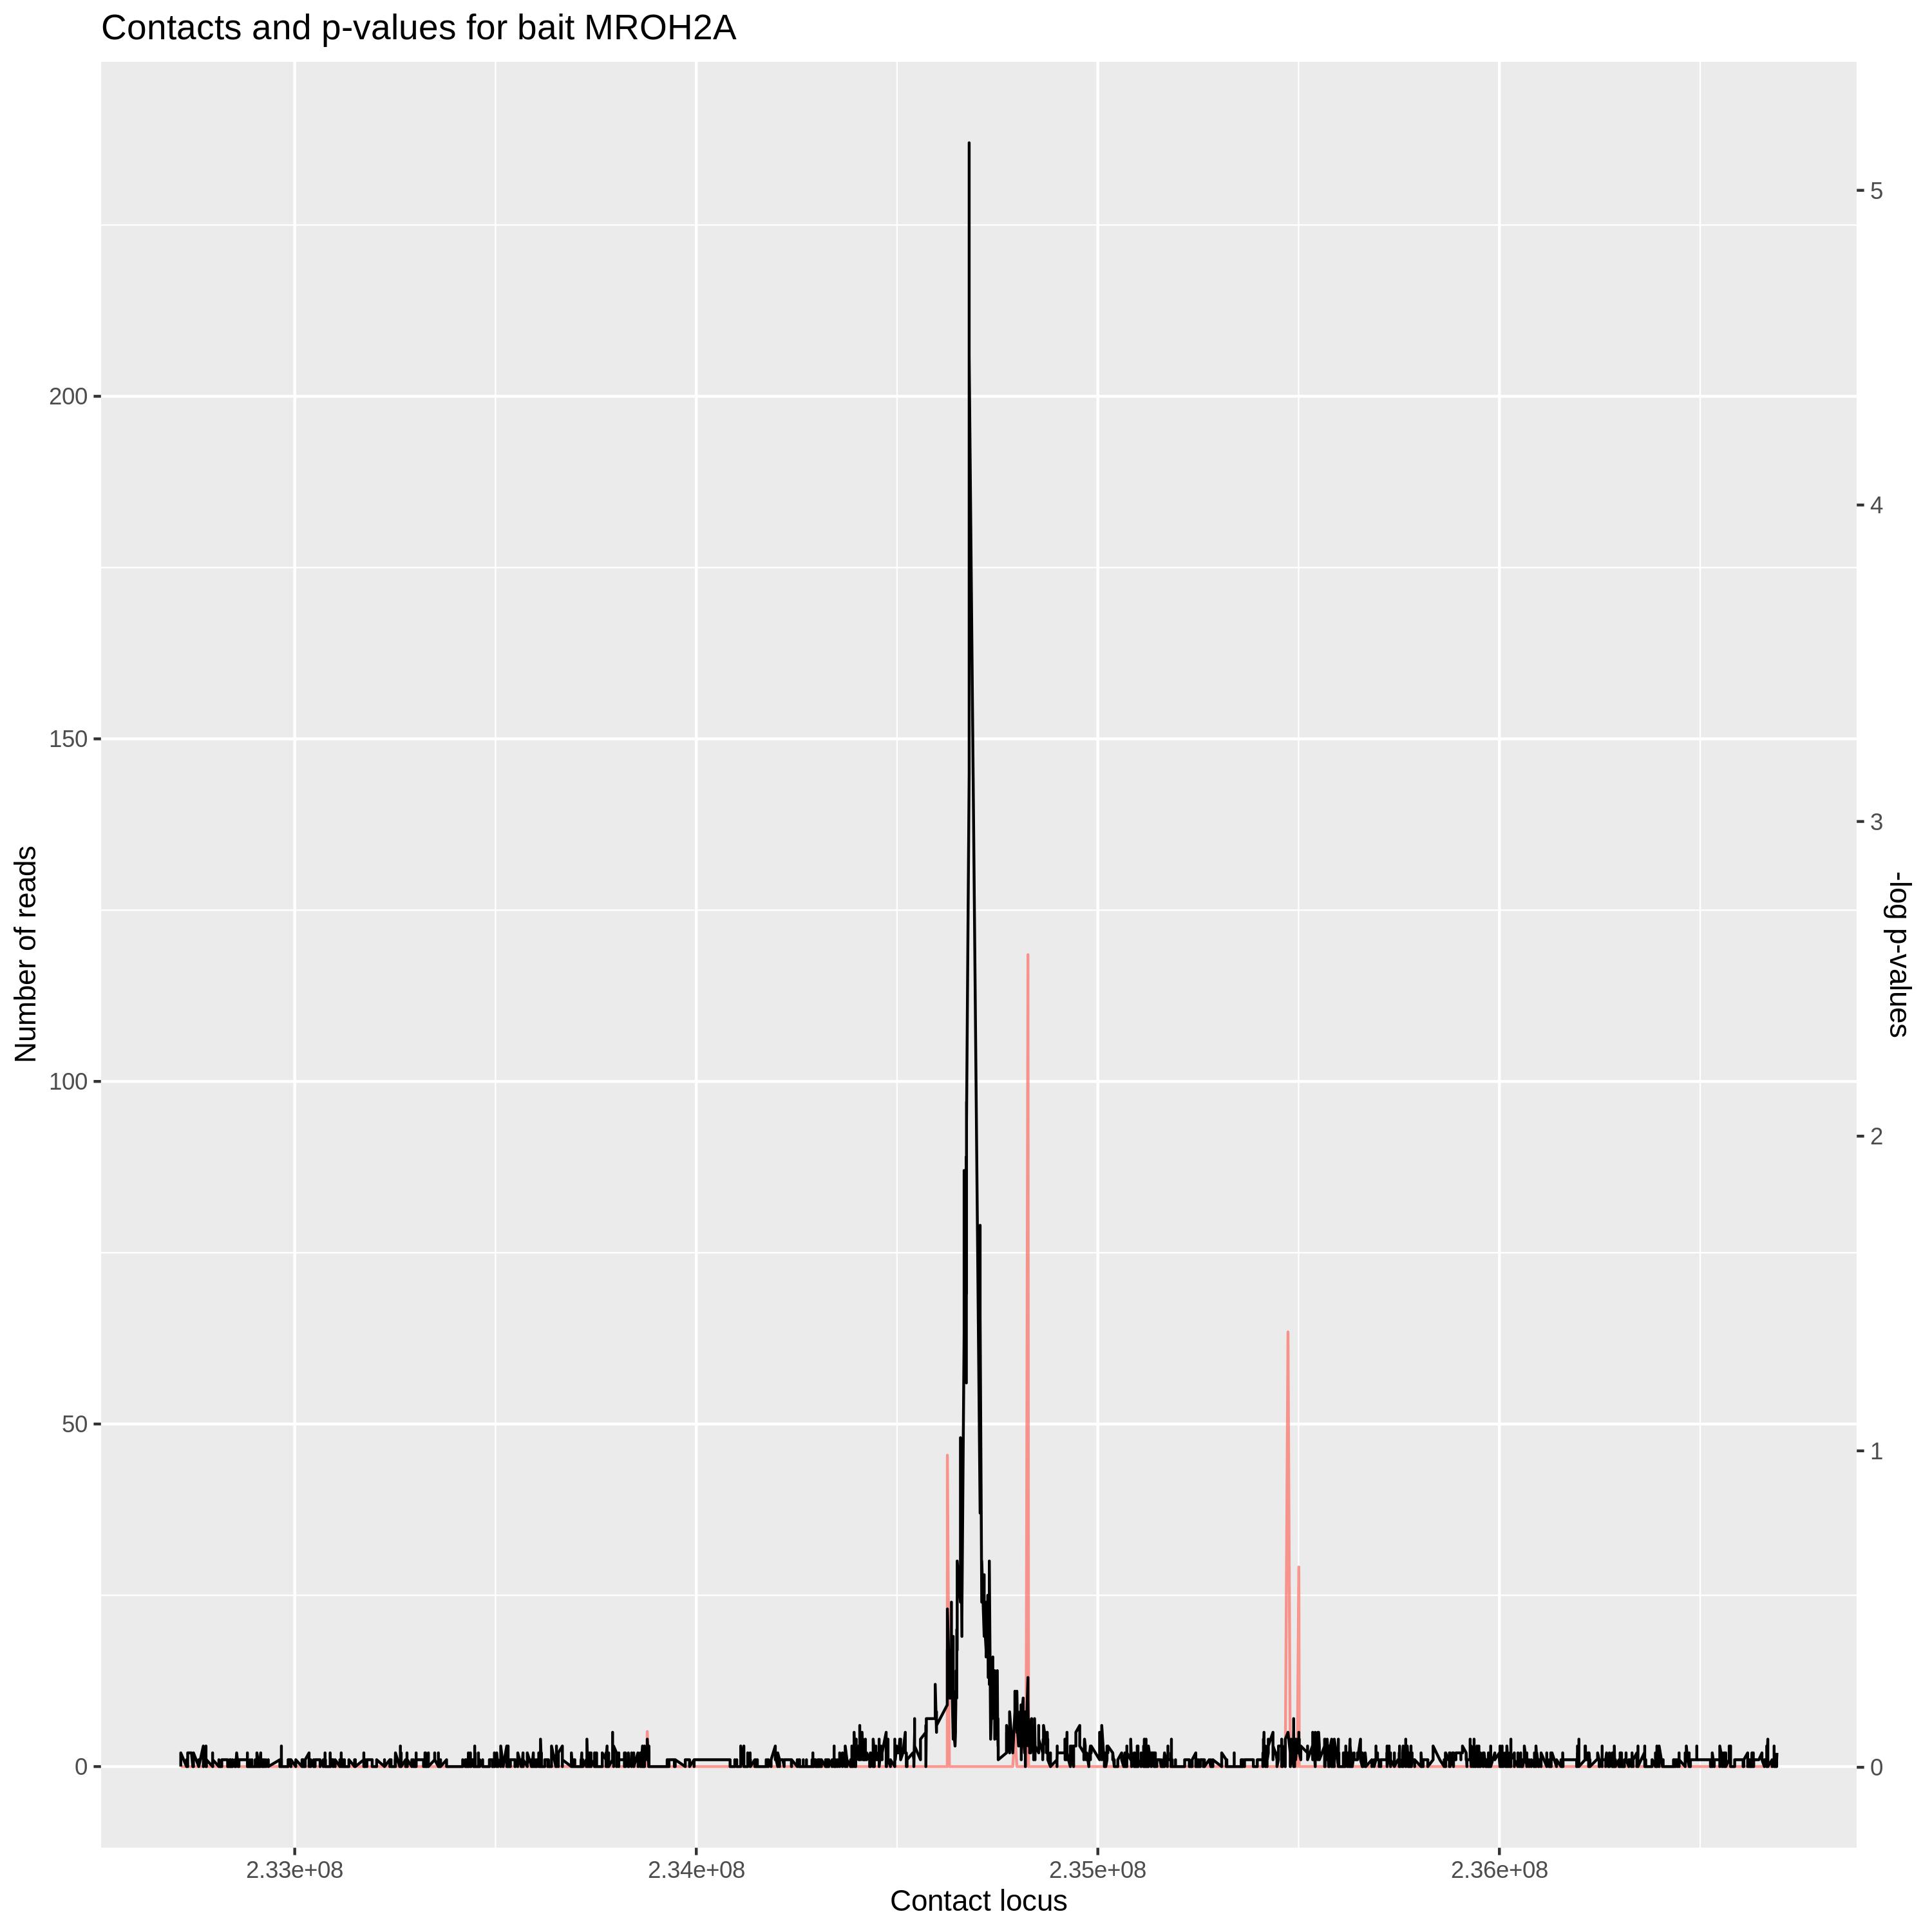 Contacts and p-values for bait MROH2A
Number of reads
200
150
100
50
0
5
4
3
2
1
0
-log p-values
2.33e+08
2.34e+08
2.35e+08
2.36e+08
Contact locus